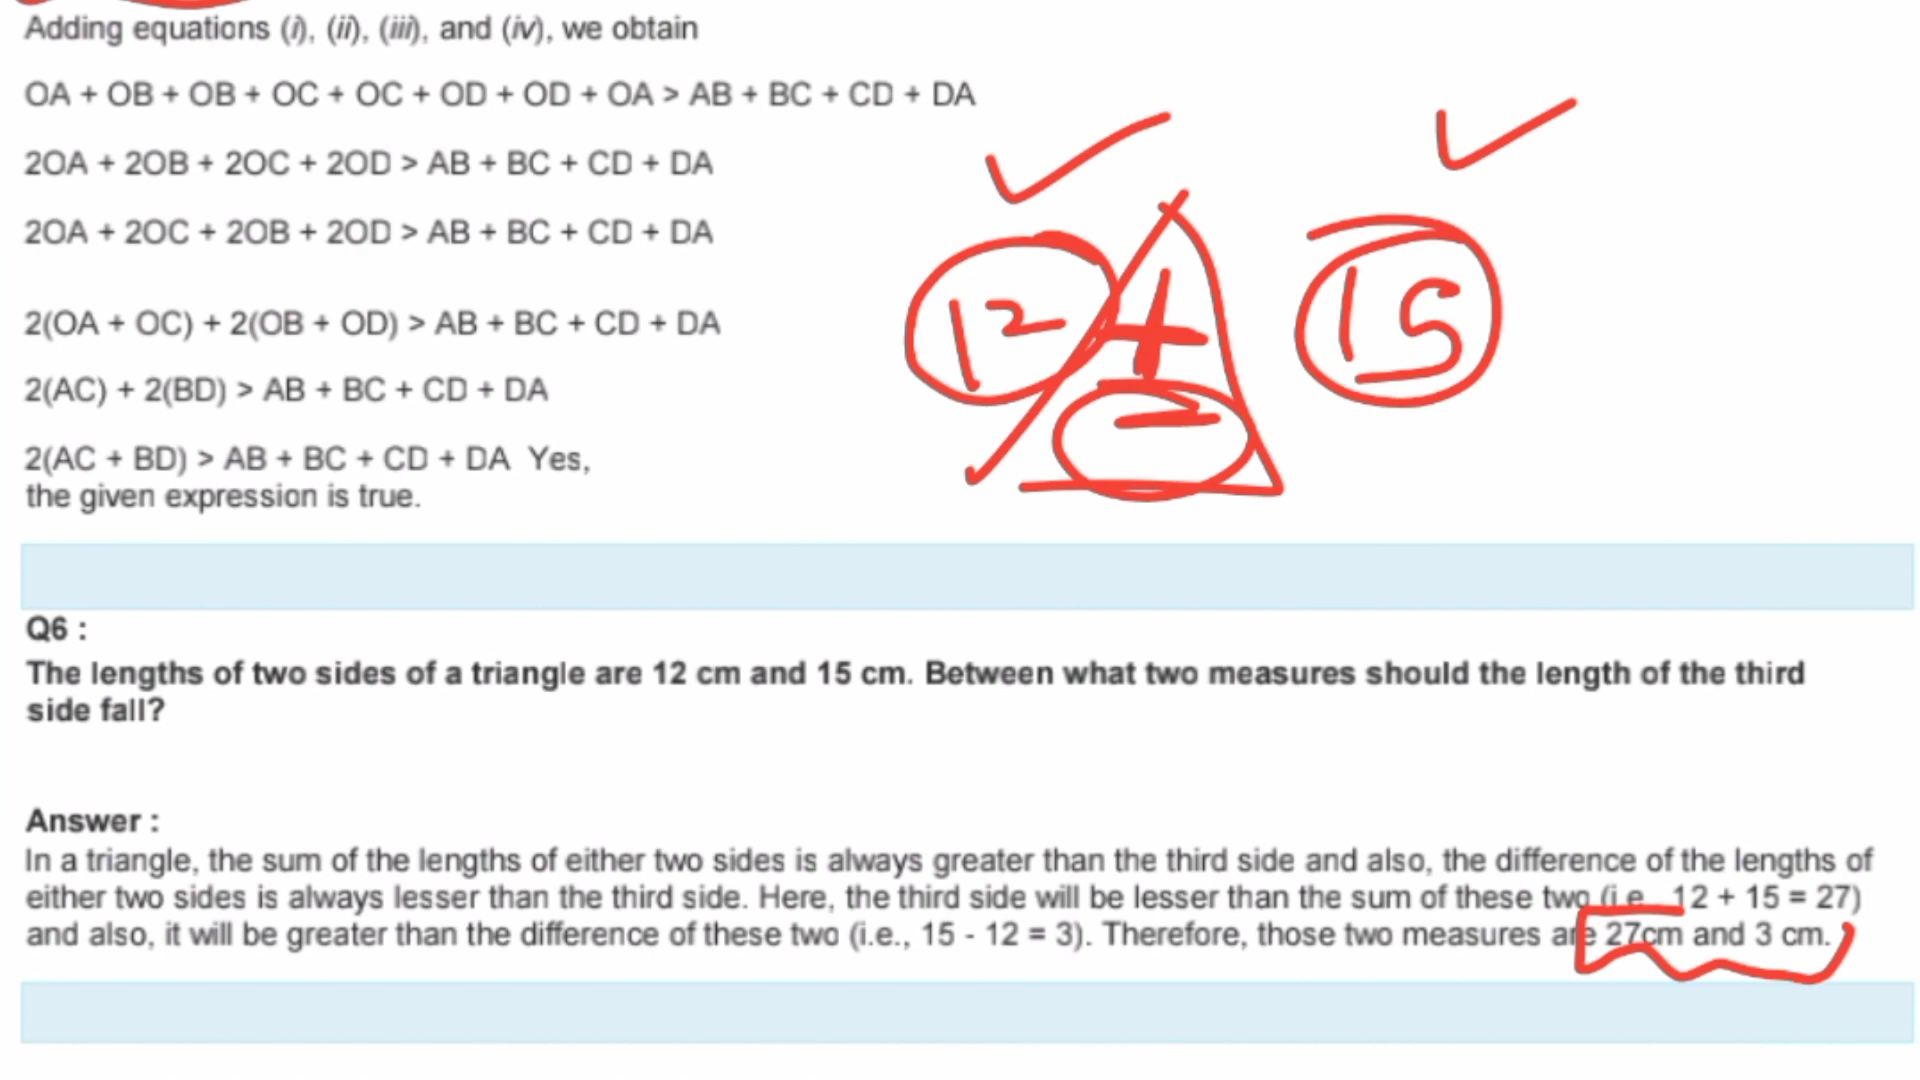 Adding equations (i), (ii), (iii), and (iv), we obtain
OA + OB + OB + OC + OC + OD + OD + OA > AB + BC + CD + DA
2OA + 2OB + 2OC + 2OD > AB + BC + CD + DA
2OA + 2OC + 2OB + 2OD > AB + BC + CD + DA
2(OA + OC) + 2(OB + OD) > AB + BC + CD + DA
2(AC) + 2(BD) > AB + BC + CD + DA
2(AC + BD) > AB + BC + CD + DA Yes,
the given expression is true.
12 + 15
=
Q6 :
The lengths of two sides of a triangle are 12 cm and 15 cm. Between what two measures should the length of the third
side fall?
Answer :
In a triangle, the sum of the lengths of either two sides is always greater than the third side and also, the difference of the lengths of
either two sides is always lesser than the third side. Here, the third side will be lesser than the sum of these two (i.e., 12 + 15 = 27)
and also, it will be greater than the difference of these two (i.e., 15 - 12 = 3). Therefore, those two measures are 27cm and 3 cm.